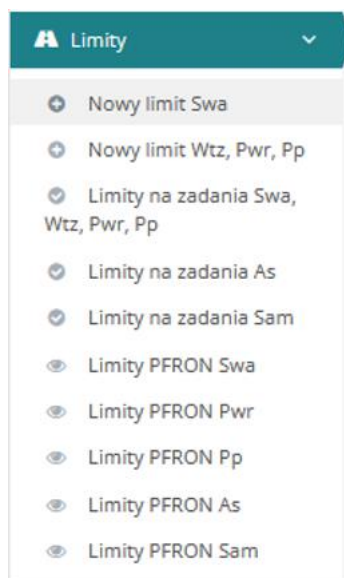 Limity
Nowy limit Swa
Nowy limit Wtz, Pwr, Pp
Limity na zadania Swa,
Wtz, Pwr, Pp
Limity na zadania As
Limity na zadania Sam
Limity PFRON Swa
Limity PFRON Pwr
Limity PFRON Pp
Limity PFRON As
Limity PFRON Sam